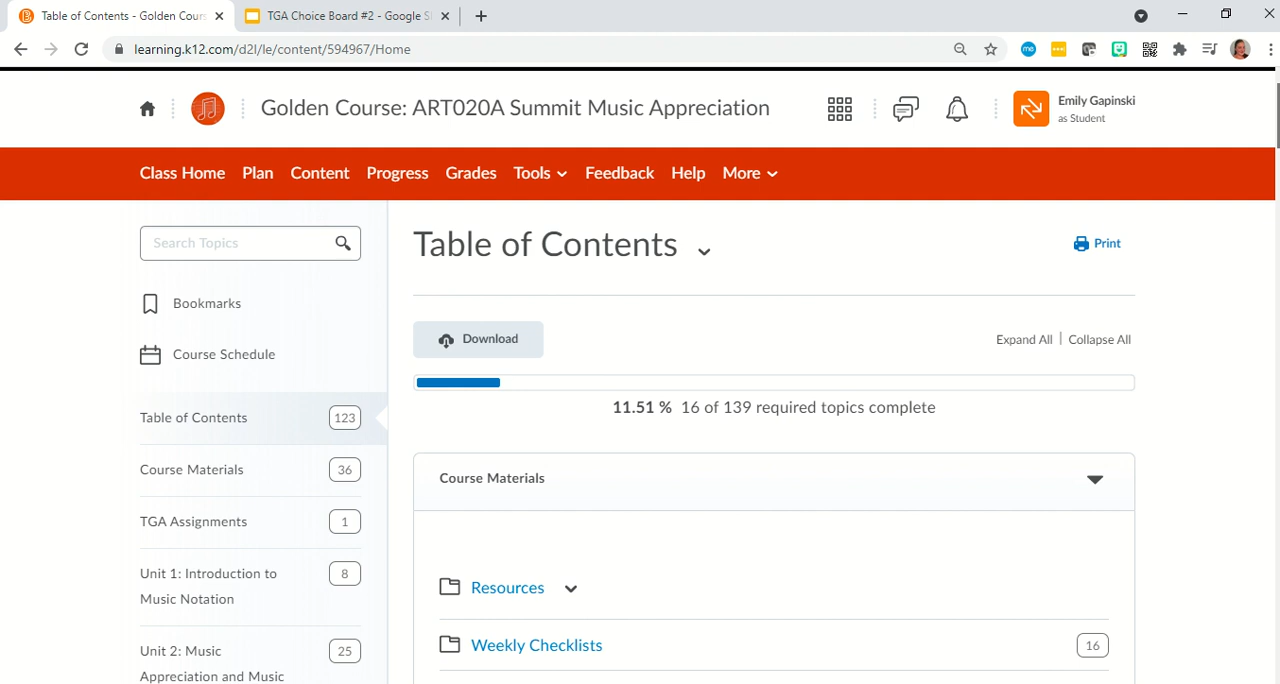 Table of Contents - Golden Cours
TGA Choice Board #2 - Google S
learning.k12.com/d2l/le/content/594967/Home
Golden Course: ART020A Summit Music Appreciation
Emily Gapinski
as Student
Class Home Plan Content Progress Grades Tools Feedback Help More
Search Topics
Bookmarks
Course Schedule
Table of Contents 123
Course Materials 36
TGA Assignments 1
Unit 1: Introduction to
Music Notation 8
Unit 2: Music
Appreciation and Music 25
Table of Contents
Print
Download
Expand All | Collapse All
11.51 % 16 of 139 required topics complete
Course Materials
Resources
Weekly Checklists 16